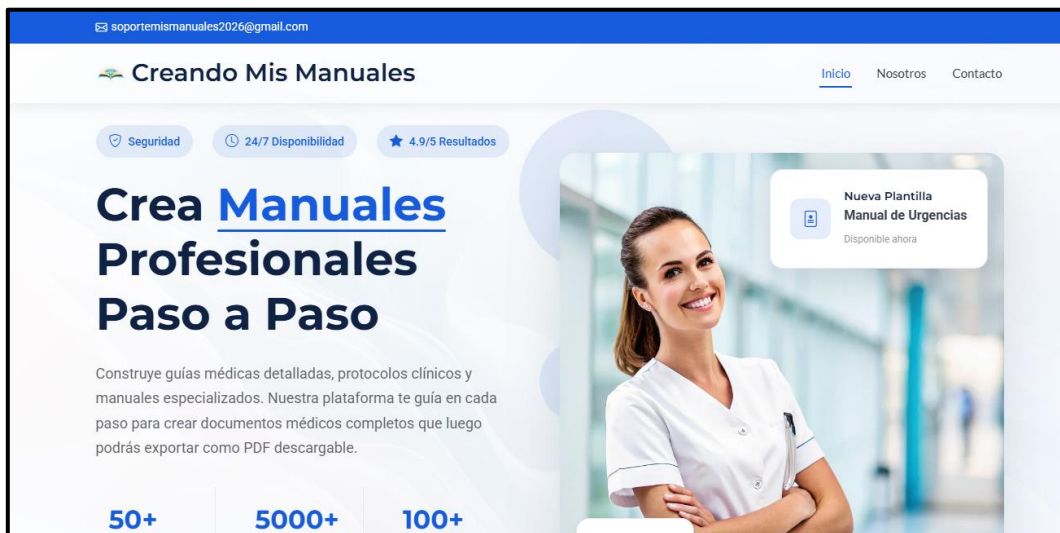 soportemismanuales2026@gmail.com
Creando Mis Manuales
Inicio Nosotros Contacto
Seguridad 24/7 Disponibilidad 4.9/5 Resultados
Crea Manuales
Profesionales
Paso a Paso
Construye guías médicas detalladas, protocolos clínicos y
manuales especializados. Nuestra plataforma te guía en cada
paso para crear documentos médicos completos que luego
podrás exportar como PDF descargable.
50+ 5000+ 100+
Nueva Plantilla
Manual de Urgencias
Disponible ahora